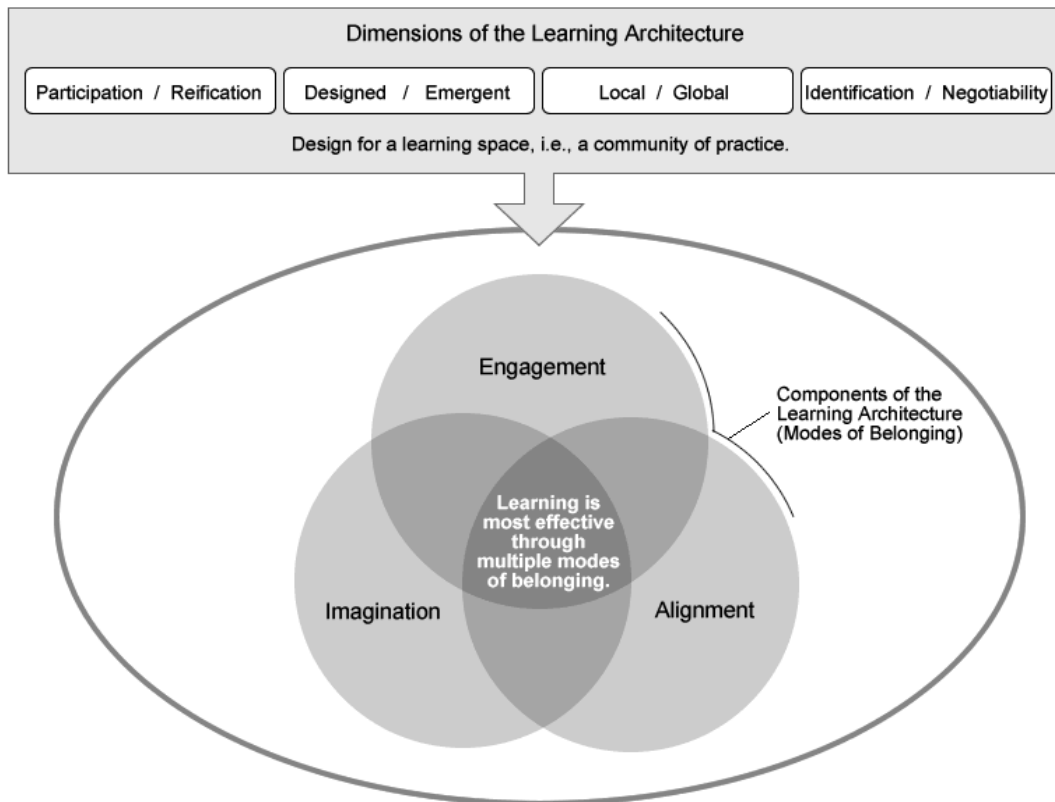 Dimensions of the Learning Architecture
Participation / Reification
Designed / Emergent
Local / Global
Identification / Negotiability
Design for a learning space, i.e., a community of practice.
Engagement
Components of the
Learning Architecture
(Modes of Belonging)
Learning is
most effective
through
multiple modes
of belonging.
Imagination
Alignment